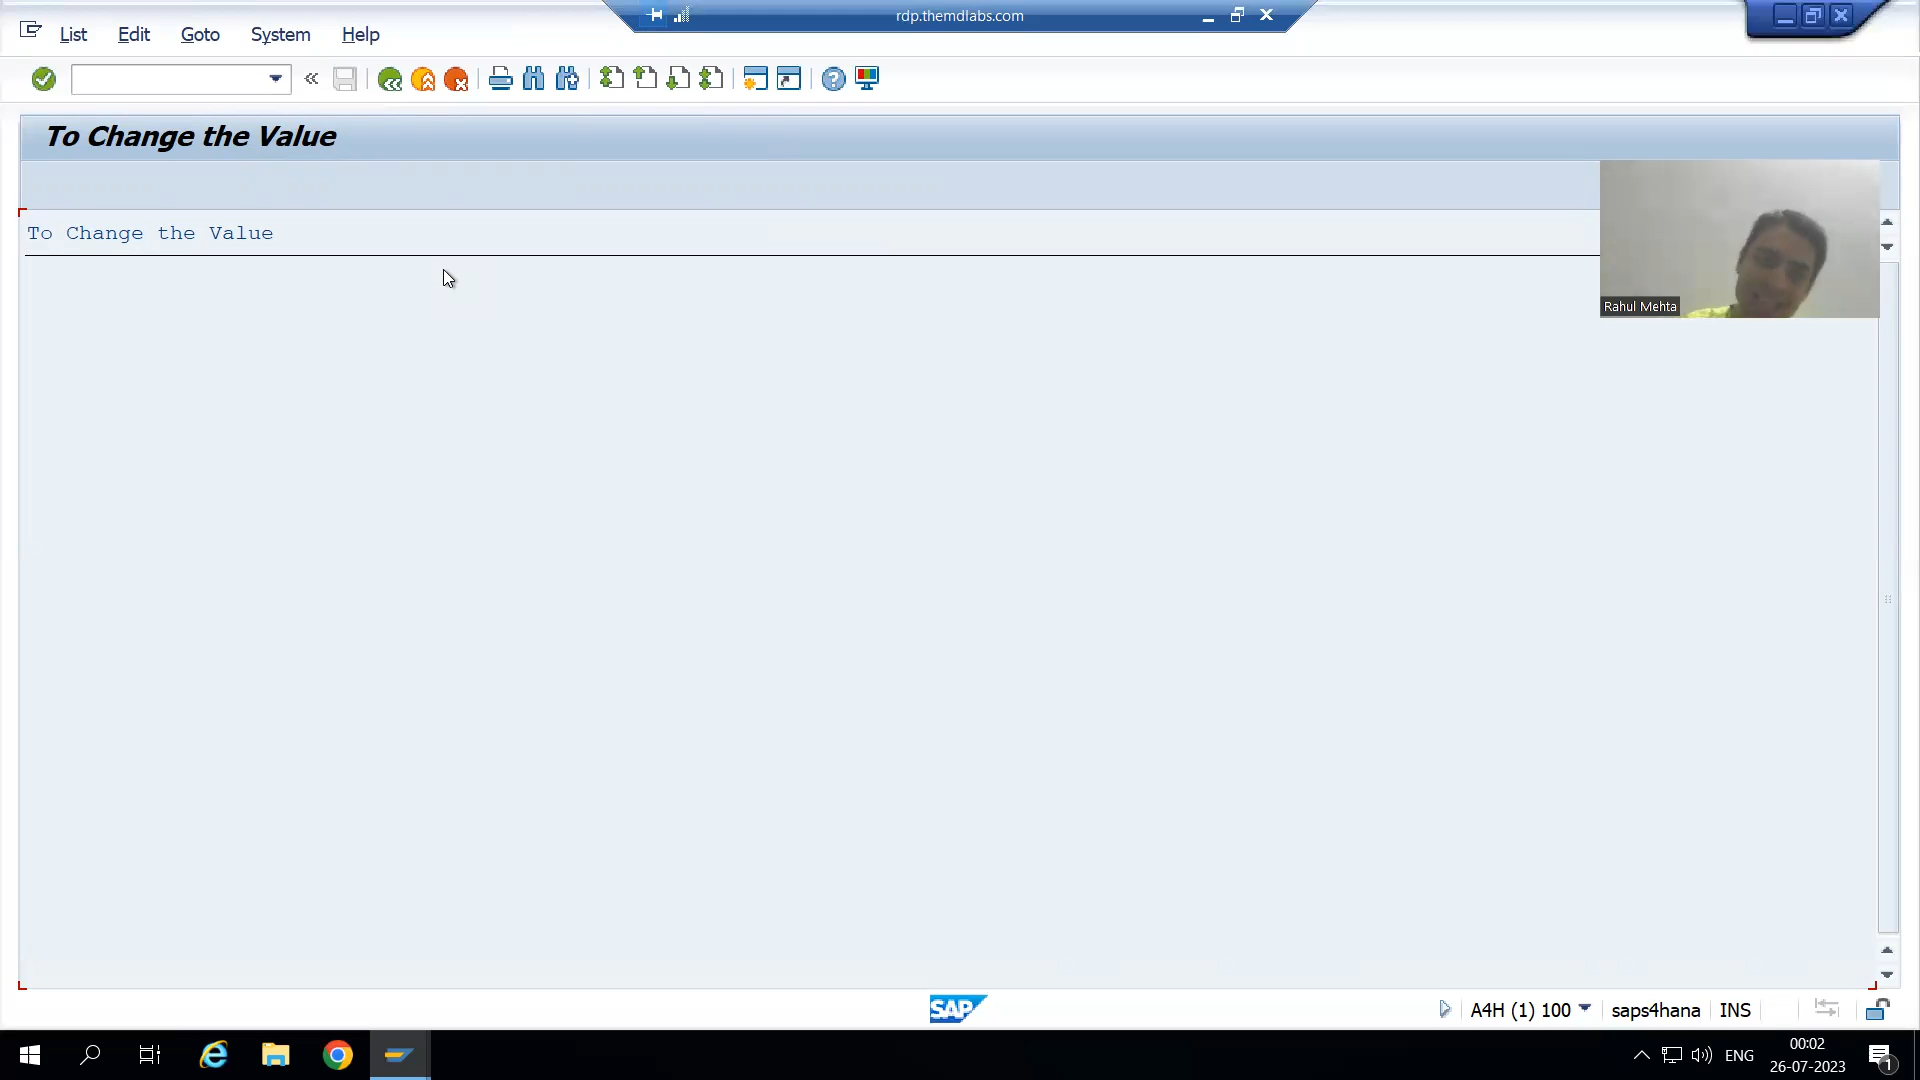 rdp.themdlabs.com
List Edit Goto System Help
To Change the Value
To Change the Value
Rahul Mehta
SAP
A4H (1) 100 saps4hana INS
ENG
00:02
26-07-2023
1